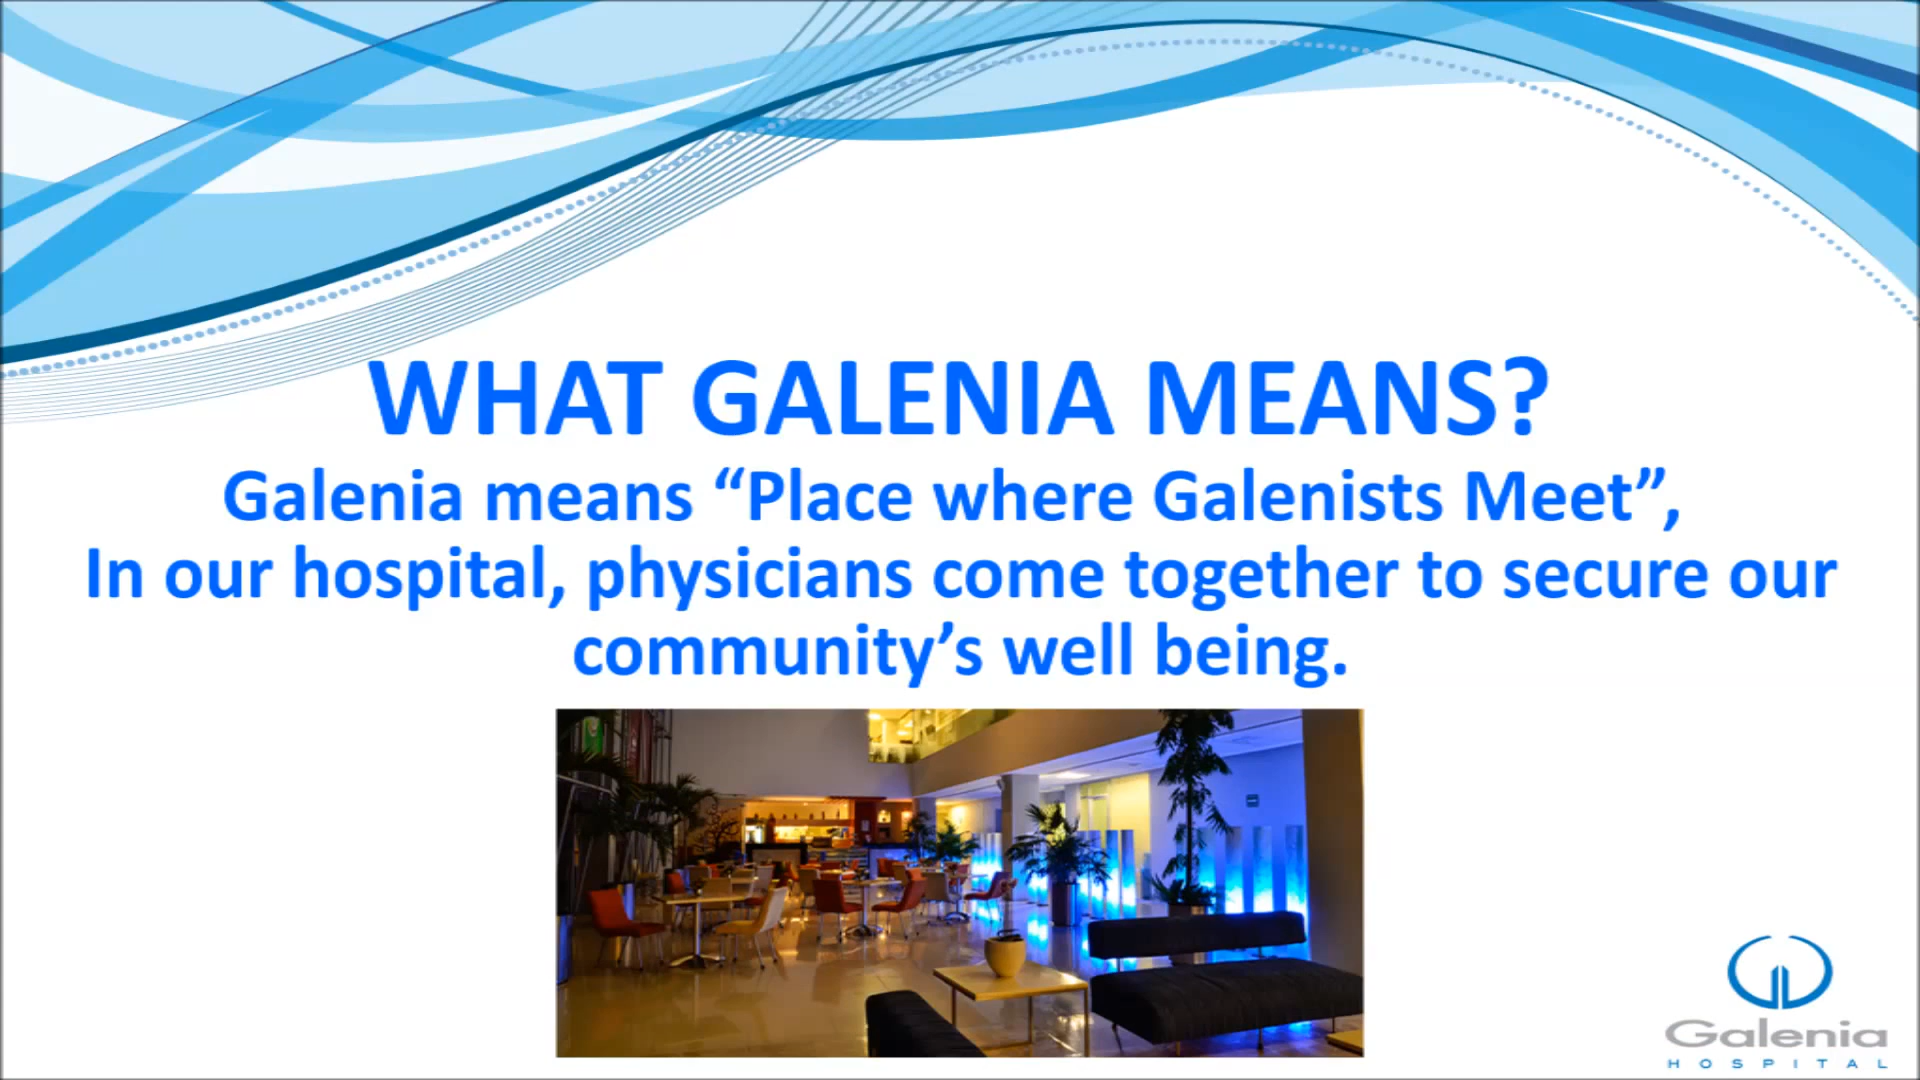 WHAT GALENIA MEANS?
Galenia means “Place where Galenists Meet”,
In our hospital, physicians come together to secure our
community’s well being.
Galenia
HOSPITAL